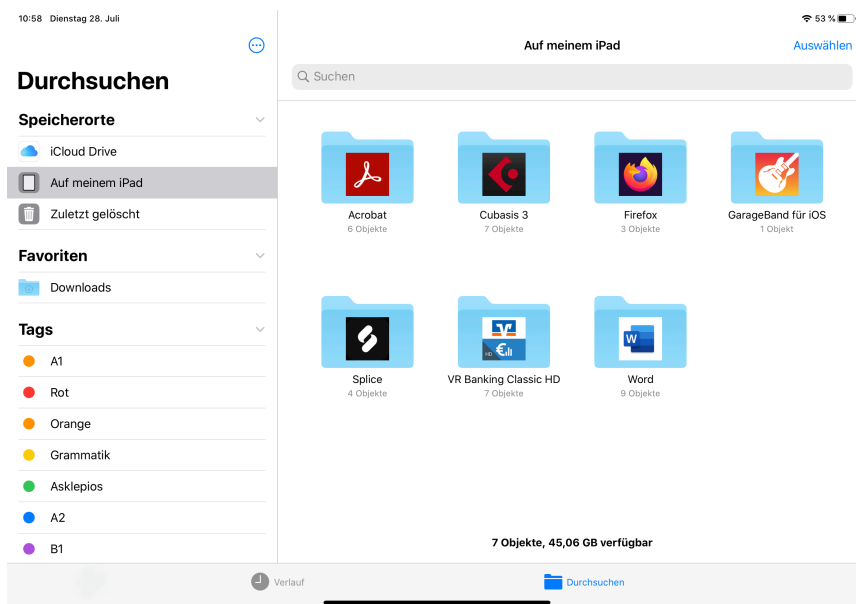 10:58 Dienstag 28. Juli
53 %
Auf meinem iPad
Auswählen
Suchen
Durchsuchen
Speicherorte
iCloud Drive
Auf meinem iPad
Zuletzt gelöscht
Favoriten
Downloads
Tags
A1
Rot
Orange
Grammatik
Asklepios
A2
B1
Acrobat
6 Objekte
Cubasis 3
7 Objekte
Firefox
3 Objekte
GarageBand für iOS
1 Objekt
Splice
4 Objekte
HD
VR Banking Classic HD
7 Objekte
W
Word
9 Objekte
7 Objekte, 45,06 GB verfügbar
Verlauf
Durchsuchen